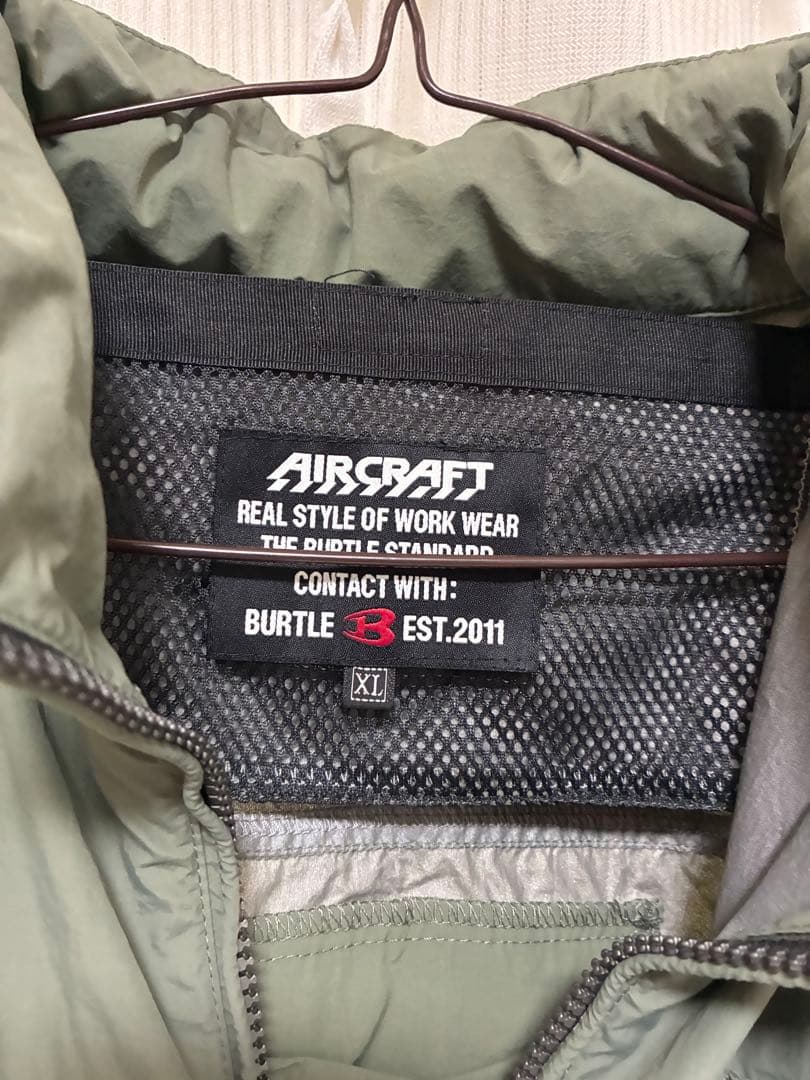 AIRCRAFT
REAL STYLE OF WORK WEAR
THE BURTLE STANDARD
CONTACT WITH:
BURTLE B EST.2011
XL